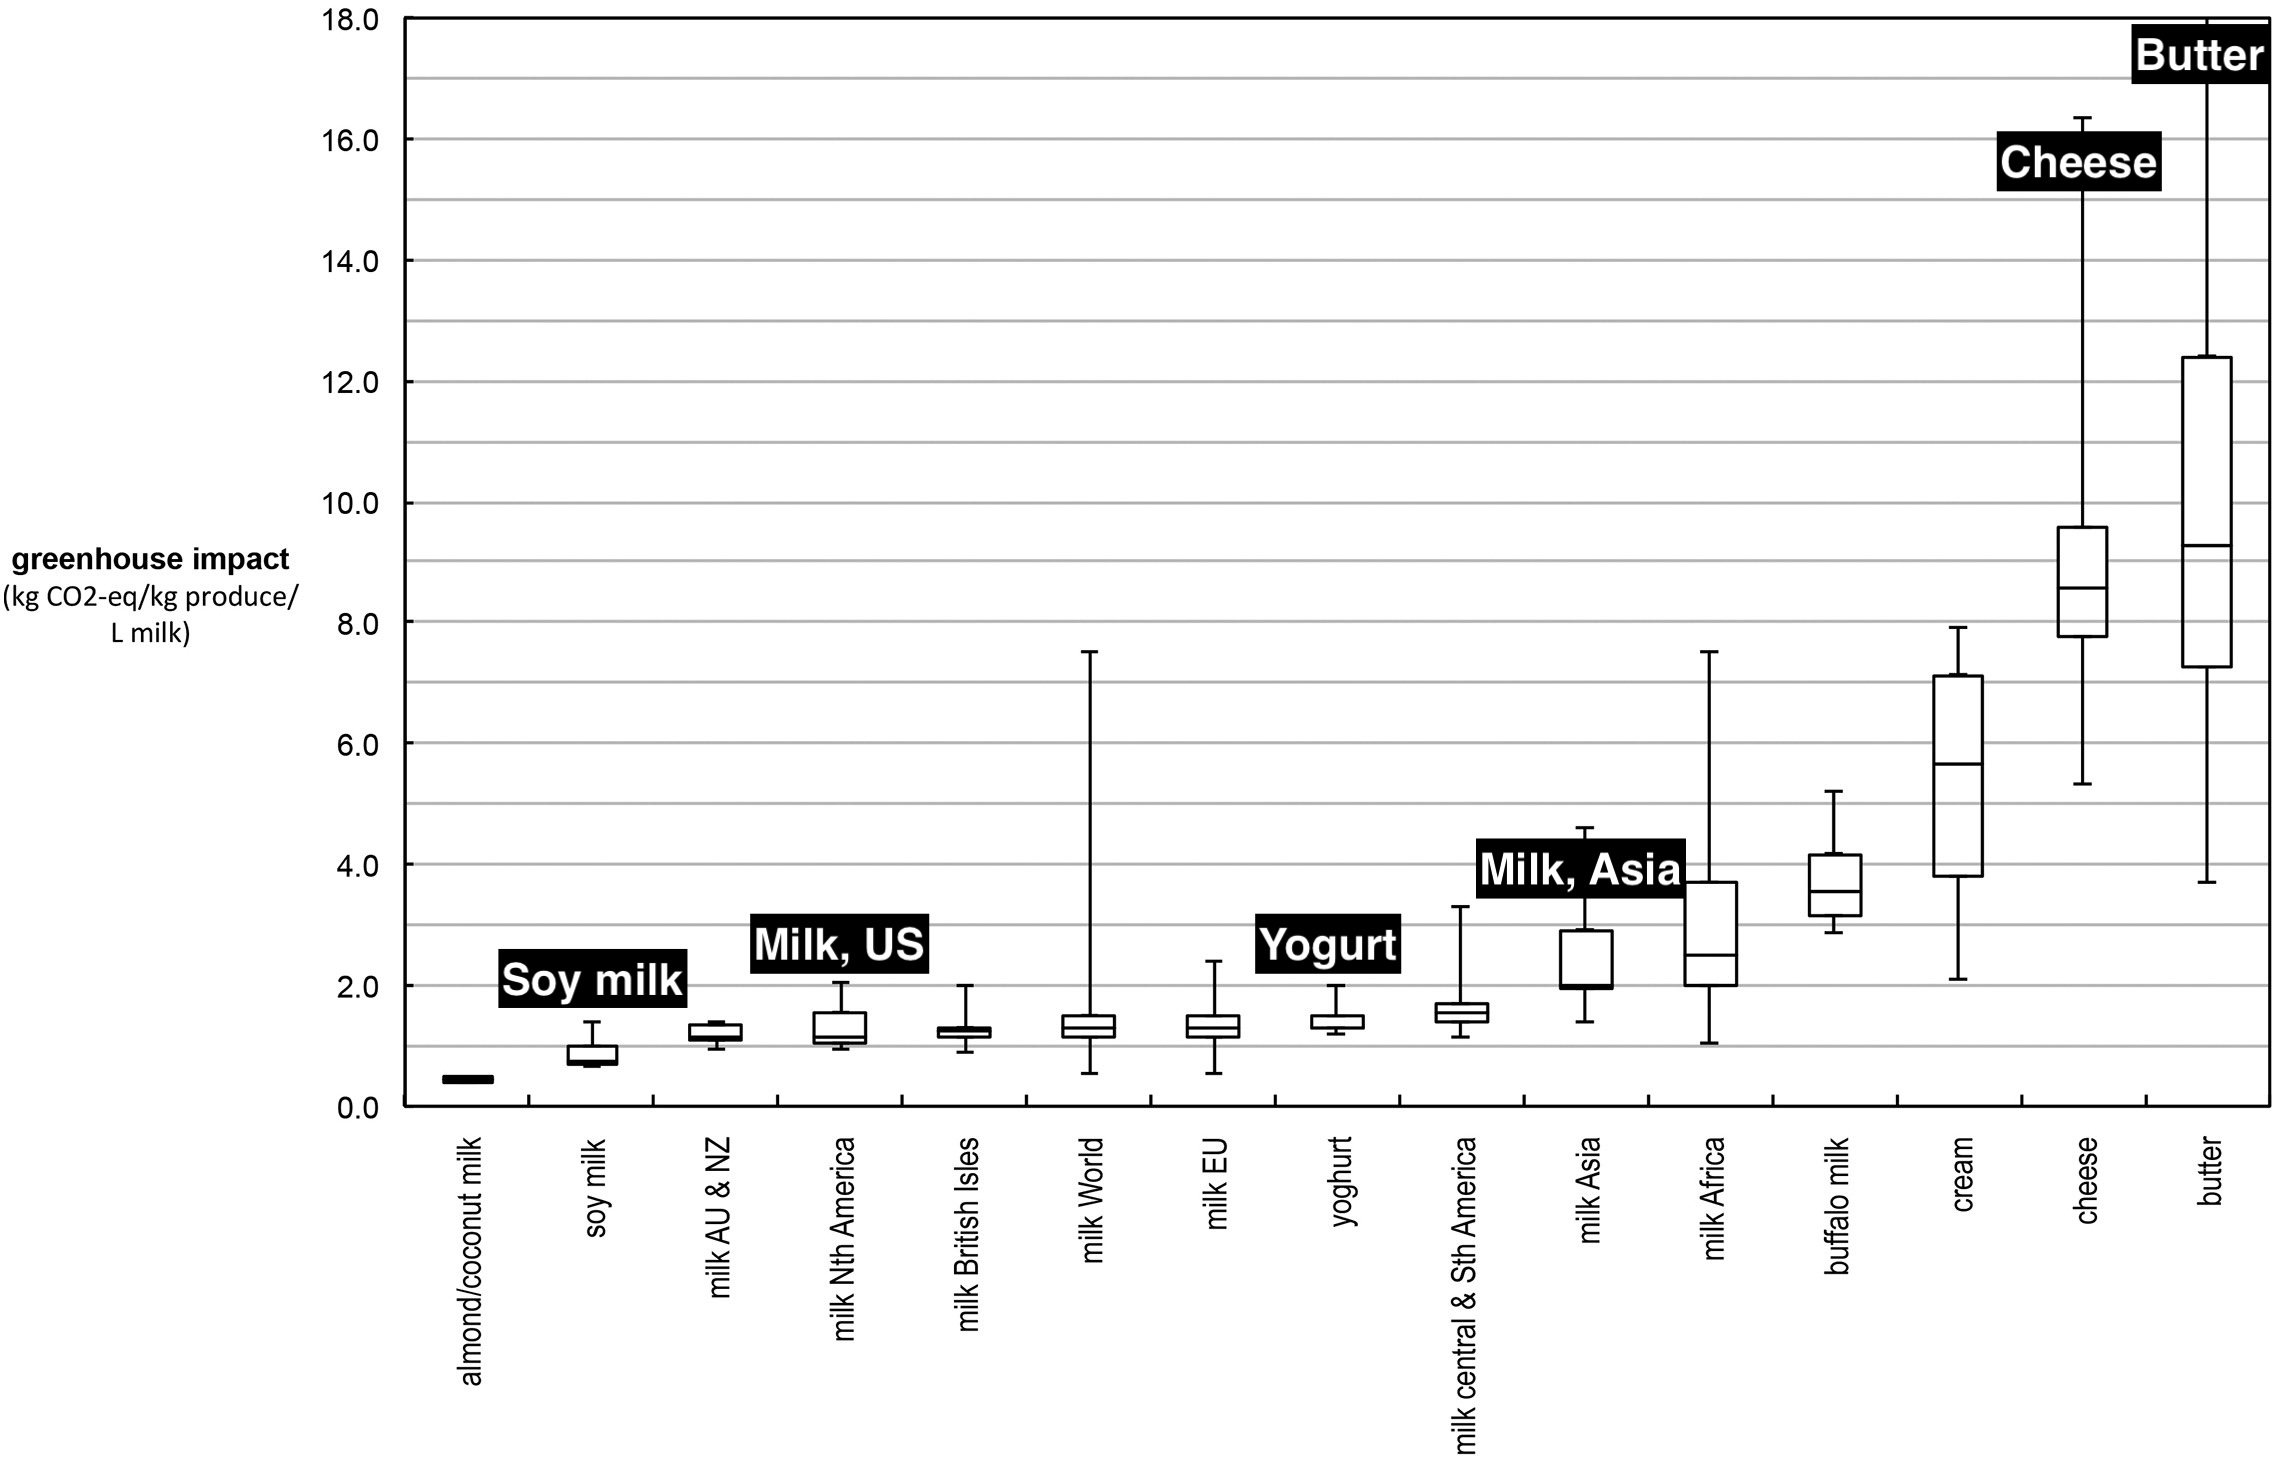 18.0
16.0
14.0
12.0
10.0
8.0
6.0
4.0
2.0
0.0
greenhouse impact
(kg CO2-eq/kg produce/
L milk)
Butter
Cheese
Milk, Asia
Milk, US
Yogurt
Soy milk
almond/coconut milk
soy milk
milk AU & NZ
milk Nth America
milk British Isles
milk World
milk EU
yoghurt
milk central & Sth America
milk Asia
milk Africa
buffalo milk
cream
cheese
butter